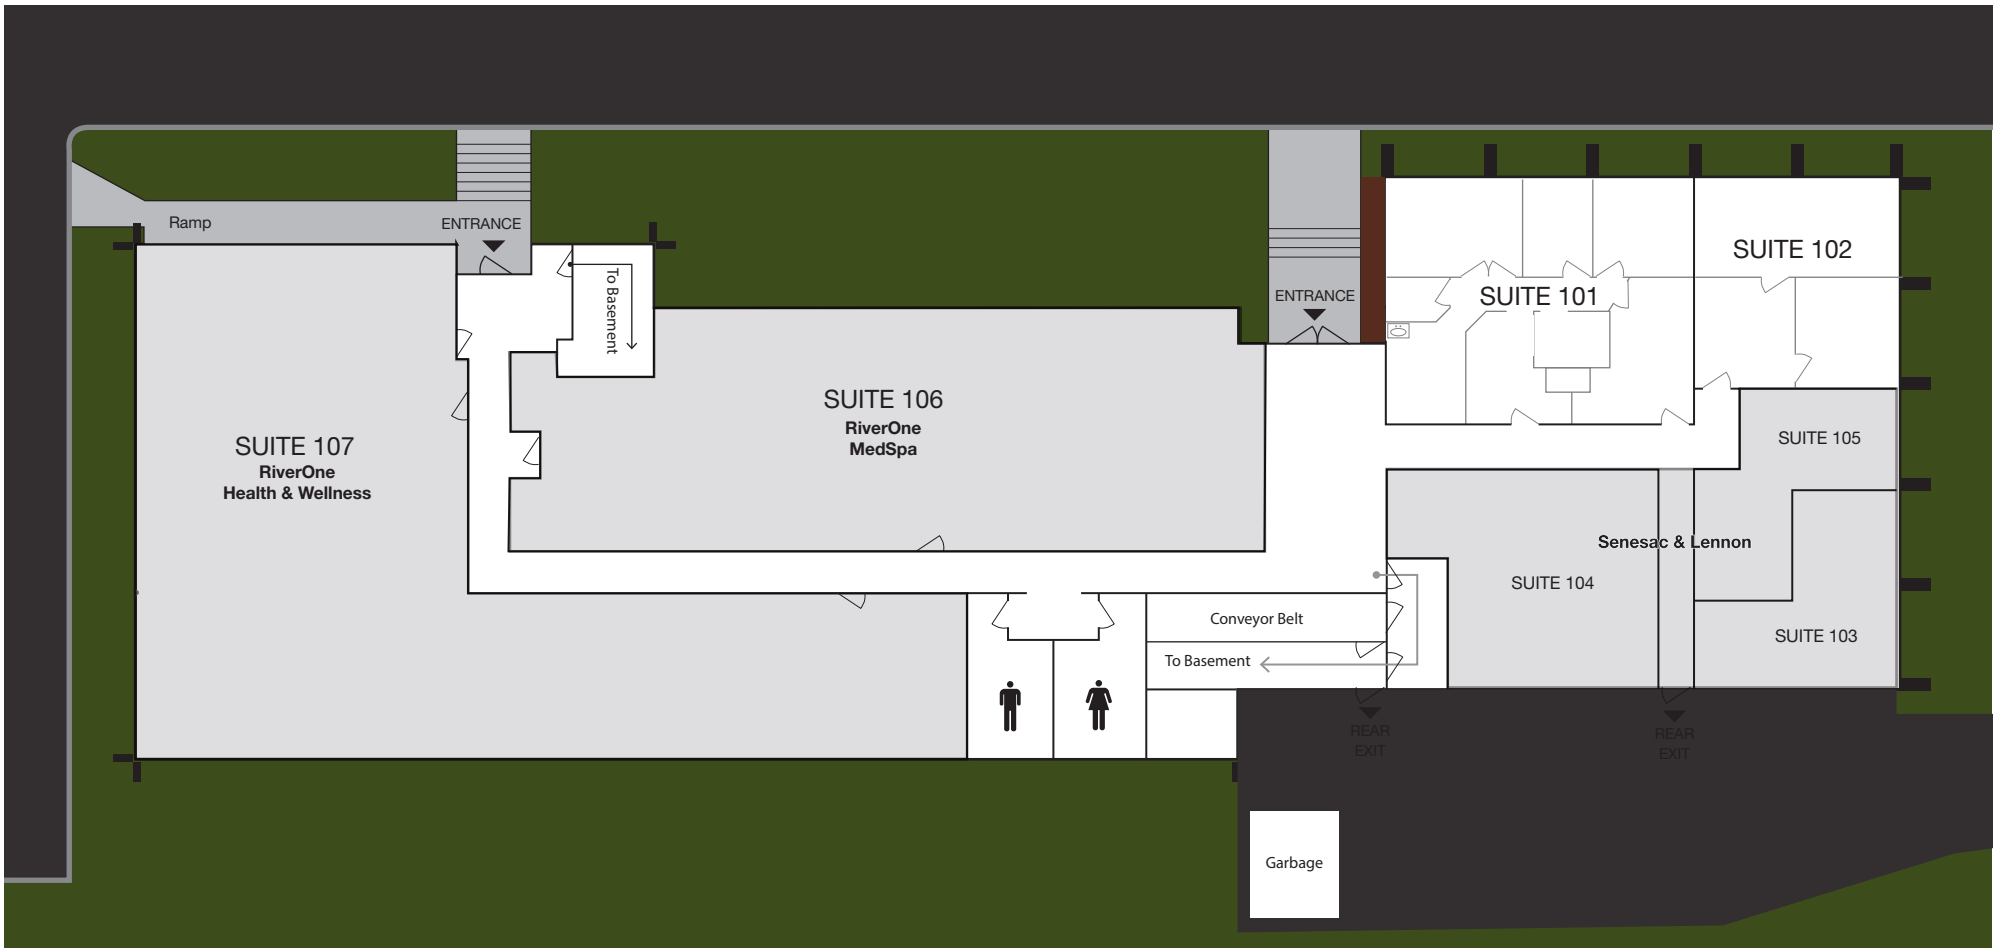 Ramp
ENTRANCE
To Basement
ENTRANCE
SUITE 101
SUITE 102
SUITE 107
RiverOne
Health & Wellness
SUITE 106
RiverOne
MedSpa
SUITE 105
Senesac & Lennon
SUITE 104
SUITE 103
Conveyor Belt
To Basement
REAR
EXIT
REAR
EXIT
Garbage